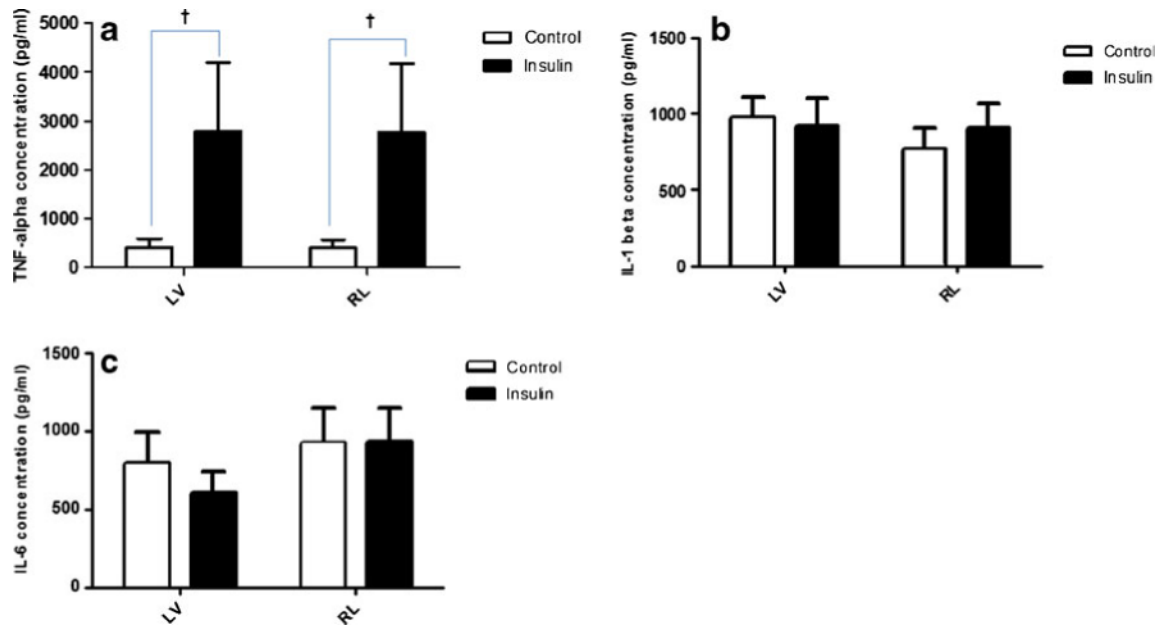 a
†
†
Control
Insulin
TNF-alpha concentration (pg/ml)
5000
4000
3000
2000
1000
0
LV
RL
b
Control
Insulin
IL-1 beta concentration (pg/ml)
1500
1000
500
0
LV
RL
c
Control
Insulin
IL-6 concentration (pg/ml)
1500
1000
500
0
LV
RL